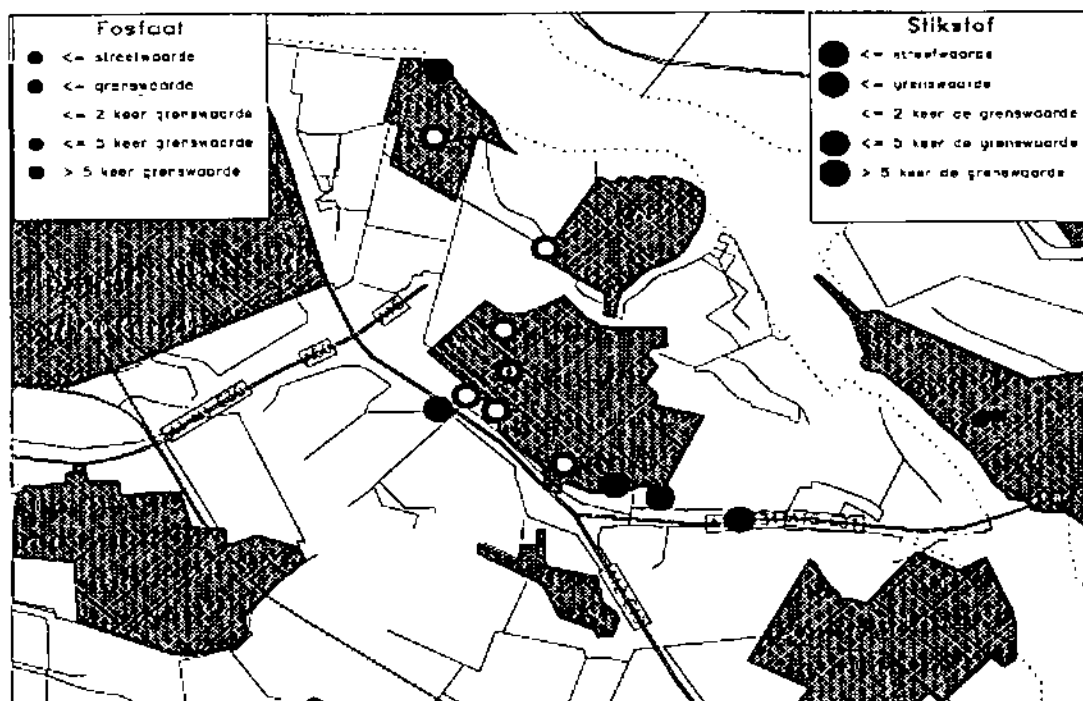 Fosfaat
<= streefwaarde
<= grenswaarde
<= 2 keer grenswaarde
<= 5 keer grenswaarde
> 5 keer grenswaarde
Stikstof
<= streefwaarde
<= grenswaarde
<= 2 keer de grenswaarde
<= 5 keer de grenswaarde
> 5 keer de grenswaarde